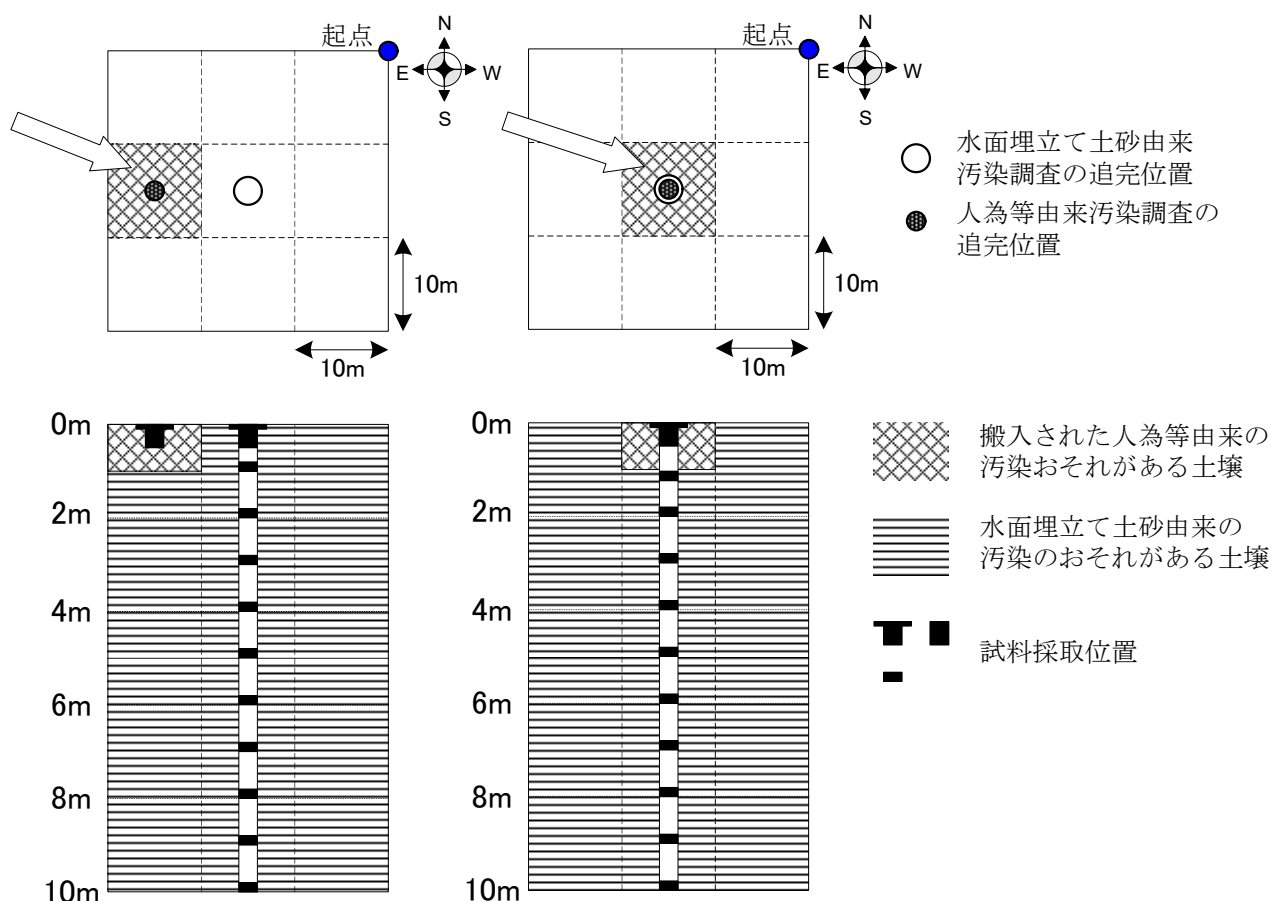 起点
N
E
W
S
10m
10m
起点
N
E
W
S
10m
10m
水面埋立て土砂由来
汚染調査の追完位置
人為等由来汚染調査の
追完位置
0m
2m
4m
6m
8m
10m
0m
2m
4m
6m
8m
10m
搬入された人為等由来の
汚染おそれがある土壌
水面埋立て土砂由来の
汚染のおそれがある土壌
試料採取位置